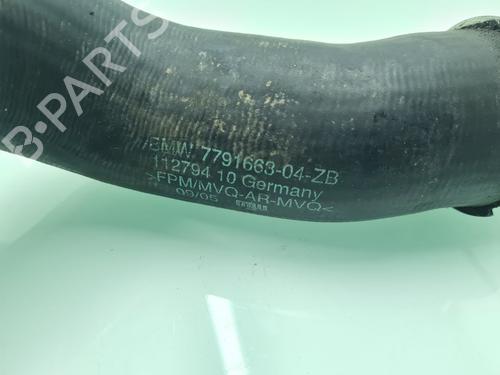 B-PARTS
BMW 7791663-04-ZB
112794 10 Germany
>FPM/MVQ-AR-MVQ<
09/05